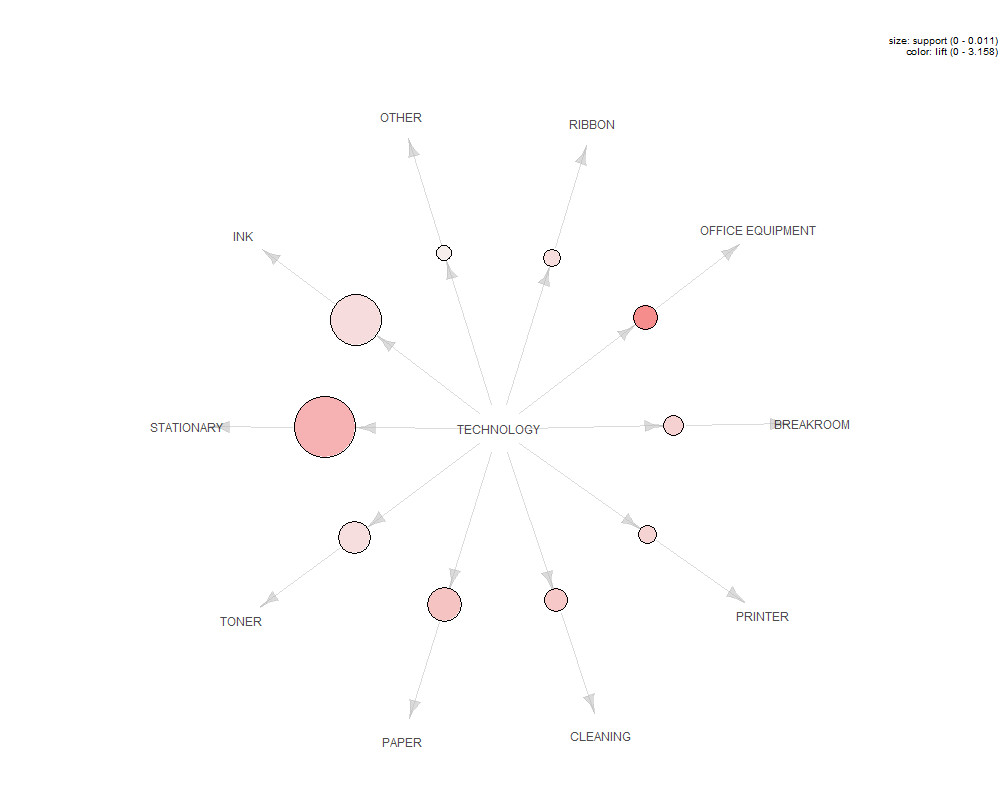 size: support (0 - 0.011)
color: lift (0 - 3.158)
OTHER
RIBBON
INK
OFFICE EQUIPMENT
STATIONARY
TECHNOLOGY
BREAKROOM
TONER
PRINTER
PAPER
CLEANING